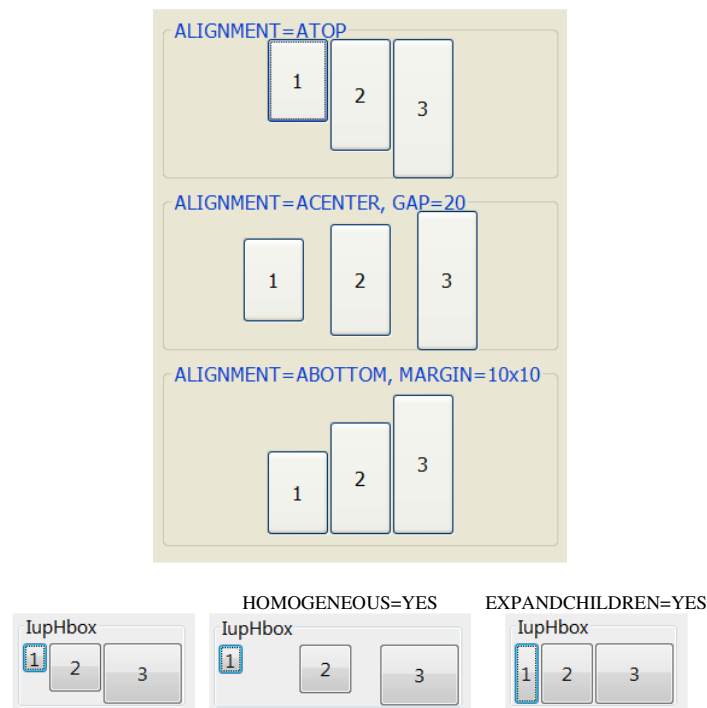 ALIGNMENT=ATOP
1 2 3
ALIGNMENT=ACENTER, GAP=20
1 2 3
ALIGNMENT=ABOTTOM, MARGIN=10x10
1 2 3
HOMOGENEOUS=YES EXPANDCHILDREN=YES
IupHbox IupHbox IupHbox
1 2 3 1 2 3 1 2 3